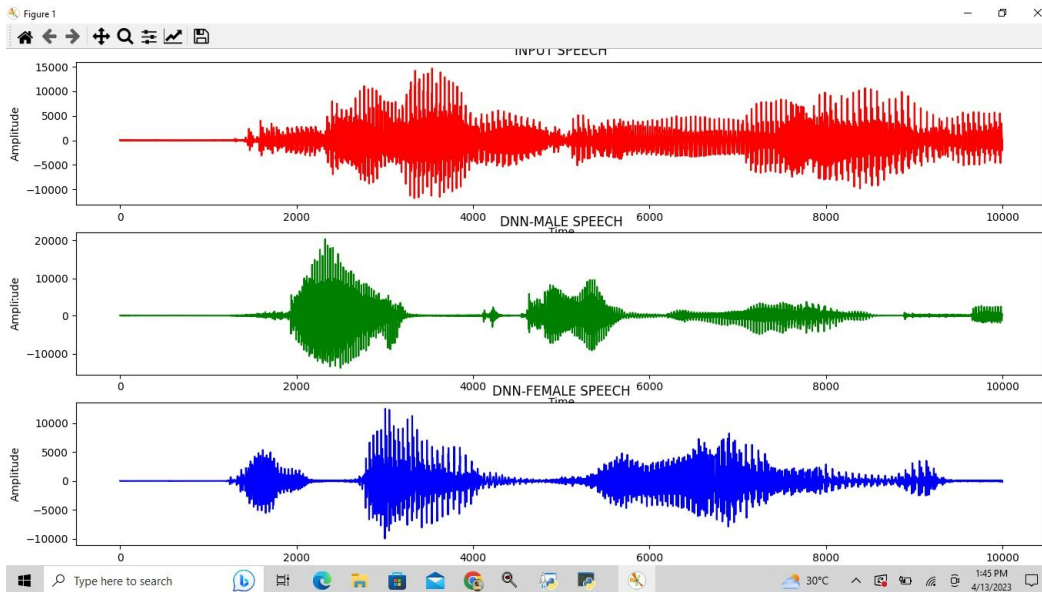 Figure 1
INPUT SPEECH
15000
10000
5000
0
−5000
−10000
Amplitude
0 2000 4000 6000 8000 10000
Time
DNN-MALE SPEECH
20000
10000
0
−10000
Amplitude
0 2000 4000 6000 8000 10000
Time
DNN-FEMALE SPEECH
10000
5000
0
−5000
−10000
Amplitude
0 2000 4000 6000 8000 10000
Type here to search
30°C
1:45 PM
4/13/2023